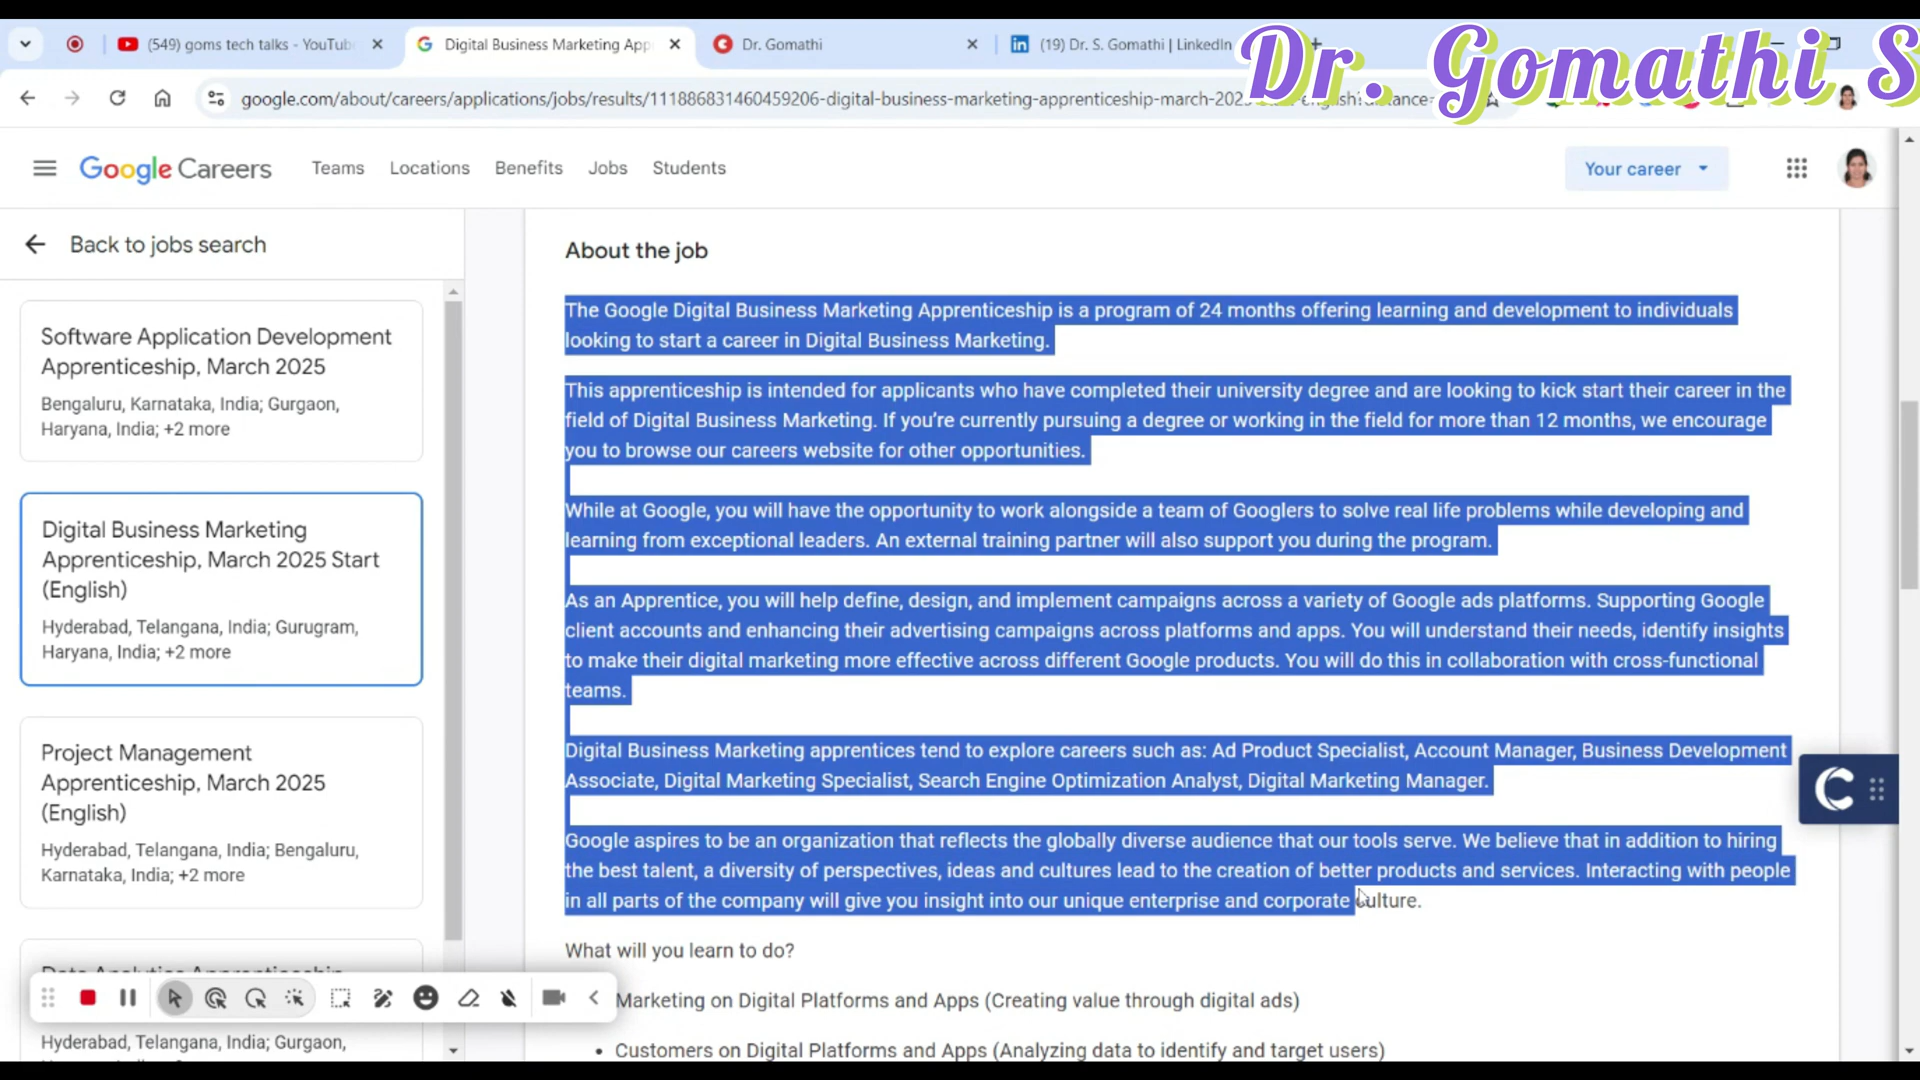 (549) goms tech talks - YouTub
Digital Business Marketing App
Dr. Gomathi
(19) Dr. S. Gomathi | LinkedIn
Dr. Gomathi S
google.com/about/careers/applications/jobs/results/111886831460459206-digital-business-marketing-apprenticeship-march-202
Google Careers
Teams
Locations
Benefits
Jobs
Students
Your career
Back to jobs search
Software Application Development
Apprenticeship, March 2025
Bengaluru, Karnataka, India; Gurgaon,
Haryana, India; +2 more
Digital Business Marketing
Apprenticeship, March 2025 Start
(English)
Hyderabad, Telangana, India; Gurugram,
Haryana, India; +2 more
Project Management
Apprenticeship, March 2025
(English)
Hyderabad, Telangana, India; Bengaluru,
Karnataka, India; +2 more
Hyderabad, Telangana, India; Gurgaon,
About the job
The Google Digital Business Marketing Apprenticeship is a program of 24 months offering learning and development to individuals
looking to start a career in Digital Business Marketing.
This apprenticeship is intended for applicants who have completed their university degree and are looking to kick start their career in the
field of Digital Business Marketing. If you're currently pursuing a degree or working in the field for more than 12 months, we encourage
you to browse our careers website for other opportunities.
While at Google, you will have the opportunity to work alongside a team of Googlers to solve real life problems while developing and
learning from exceptional leaders. An external training partner will also support you during the program.
As an Apprentice, you will help define, design, and implement campaigns across a variety of Google ads platforms. Supporting Google
client accounts and enhancing their advertising campaigns across platforms and apps. You will understand their needs, identify insights
to make their digital marketing more effective across different Google products. You will do this in collaboration with cross-functional
teams.
Digital Business Marketing apprentices tend to explore careers such as: Ad Product Specialist, Account Manager, Business Development
Associate, Digital Marketing Specialist, Search Engine Optimization Analyst, Digital Marketing Manager.
Google aspires to be an organization that reflects the globally diverse audience that our tools serve. We believe that in addition to hiring
the best talent, a diversity of perspectives, ideas and cultures lead to the creation of better products and services. Interacting with people
in all parts of the company will give you insight into our unique enterprise and corporate culture.
What will you learn to do?
Marketing on Digital Platforms and Apps (Creating value through digital ads)
• Customers on Digital Platforms and Apps (Analyzing data to identify and target users)